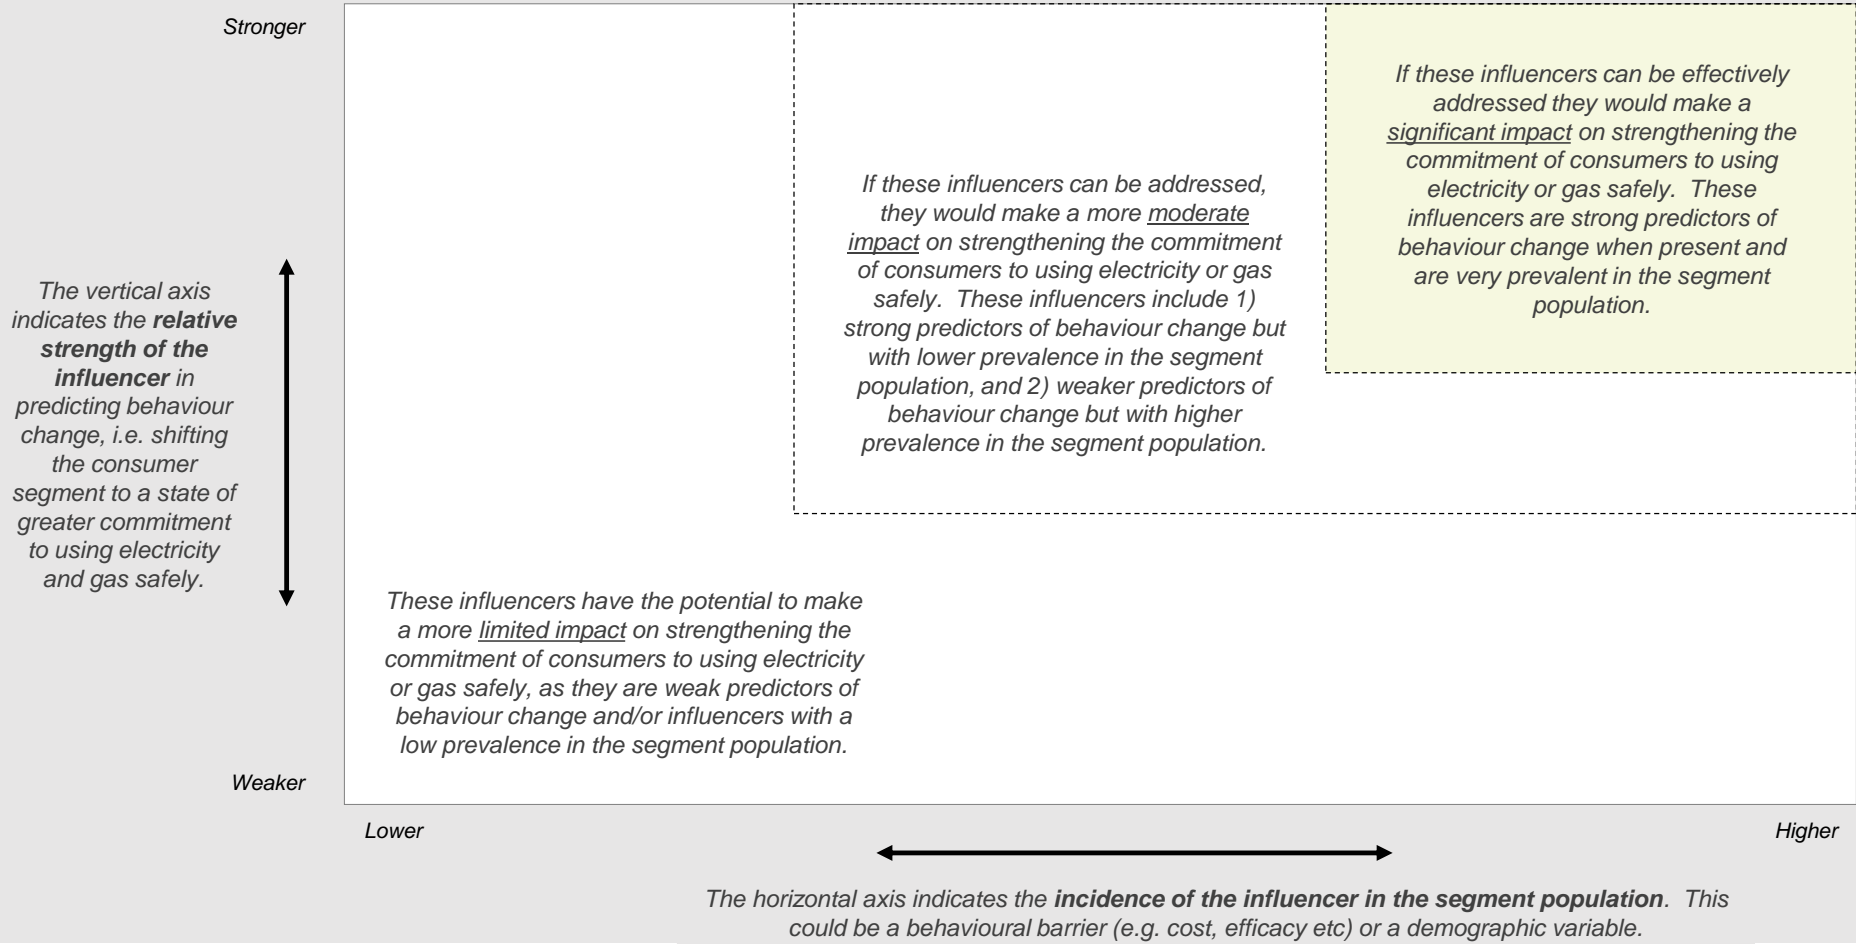 Stronger
If these influencers can be effectively
addressed they would make a
significant impact on strengthening the
commitment of consumers to using
electricity or gas safely.  These
influencers are strong predictors of
behaviour change when present and
are very prevalent in the segment
population.
If these influencers can be addressed,
they would make a more moderate
impact on strengthening the commitment
of consumers to using electricity or gas
safely.  These influencers include 1)
strong predictors of behaviour change but
with lower prevalence in the segment
population, and 2) weaker predictors of
behaviour change but with higher
prevalence in the segment population.
The vertical axis
indicates the relative
strength of the
influencer in
predicting behaviour
change, i.e. shifting
the consumer
segment to a state of
greater commitment
to using electricity
and gas safely.
These influencers have the potential to make
a more limited impact on strengthening the
commitment of consumers to using electricity
or gas safely, as they are weak predictors of
behaviour change and/or influencers with a
low prevalence in the segment population.
Weaker
Lower
Higher
The horizontal axis indicates the incidence of the influencer in the segment population.  This
could be a behavioural barrier (e.g. cost, efficacy etc) or a demographic variable.